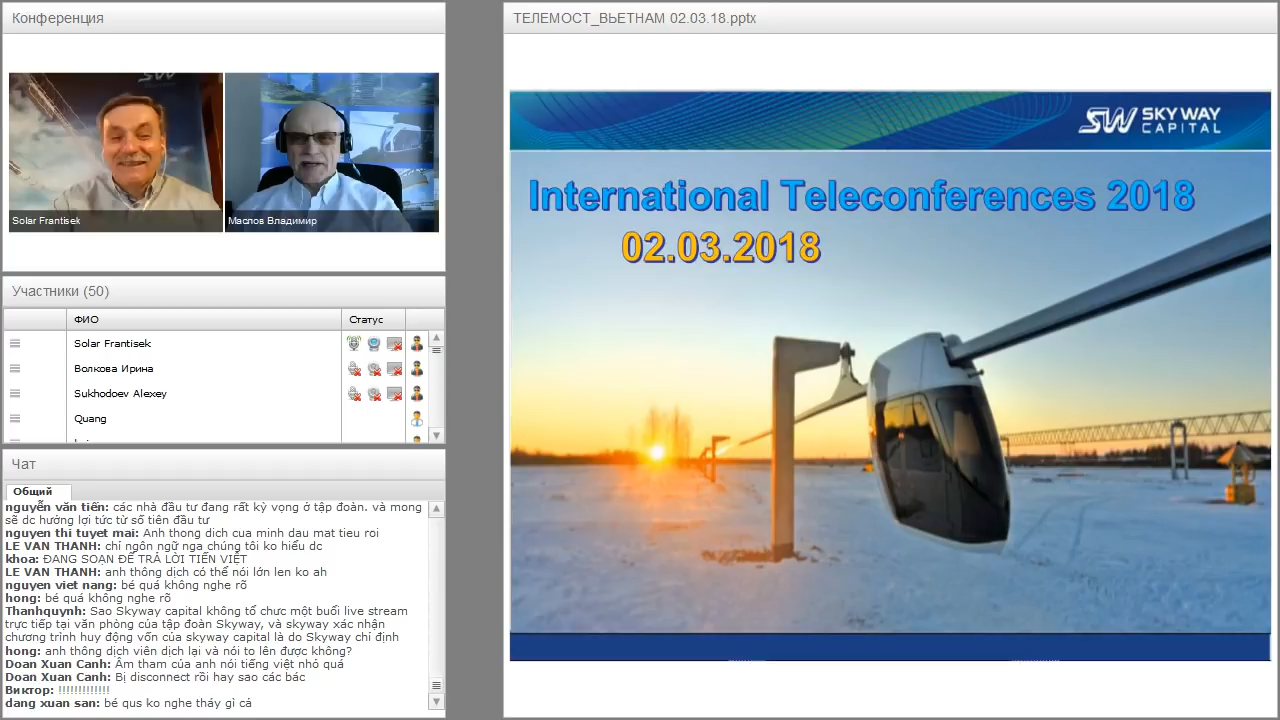 Конференция
Solar Frantisek
Маслов Владимир
Участники (50)
ФИО
Статус
Solar Frantisek
Волкова Ирина
Sukhodoev Alexey
Quang
Чат
Общий
nguyễn văn tiến: các nhà đầu tư đang rất kỳ vọng ở tập đoàn. và mong
sẽ dc hưởng lợi tức từ số tiền đầu tư
nguyen thi tuyet mai: Anh thong dich cua minh dau mat tieu roi
LE VAN THANH: chỉ ngôn ngữ nga chúng tôi ko hiểu dc
khoa: ĐANG SOẠN ĐỂ TRẢ LỜI TIẾN VIỆT
LE VAN THANH: anh thông dịch có thể nói lớn len ko ah
nguyen viet nang: bé quá không nghe rõ
hong: bé quá không nghe rõ
Thanhquynh: Sao Skyway capital không tổ chưc một buổi live stream
trực tiếp tại văn phòng của tập đoàn Skyway, và skyway xác nhận
chương trình huy động vốn của skyway capital là do Skyway chỉ định
hong: anh thông dịch viên dịch lại và nói to lên được không?
Doan Xuan Canh: Âm tham của anh nói tiếng việt nhỏ quá
Doan Xuan Canh: Bị disconnect rồi hay sao các bác
Виктор: !!!!!!!!!!!!!
dang xuan san: bé qus ko nghe tháy gì cả
ТЕЛЕМОСТ_ВЬЕТНАМ 02.03.18.pptx
SW SKY WAY
CAPITAL
International Teleconferences 2018
02.03.2018